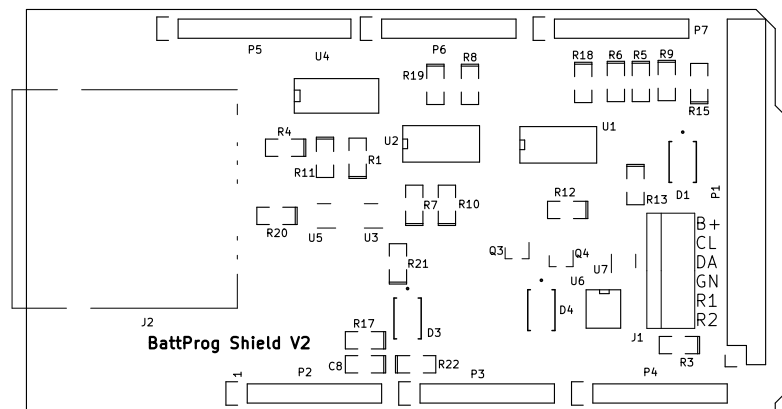 P5
P6
P7
U4
R19
R8
R18
R6
R5
R9
R15
R4
R11
R1
U2
U1
D1
P1
R20
U5
U3
R7
R10
R12
R13
R21
Q3
Q4
U7
U6
B+
CL
DA
GN
R1
R2
J2
D3
D4
J1
BattProg Shield V2
R17
R3
C8
R22
1
P2
P3
P4